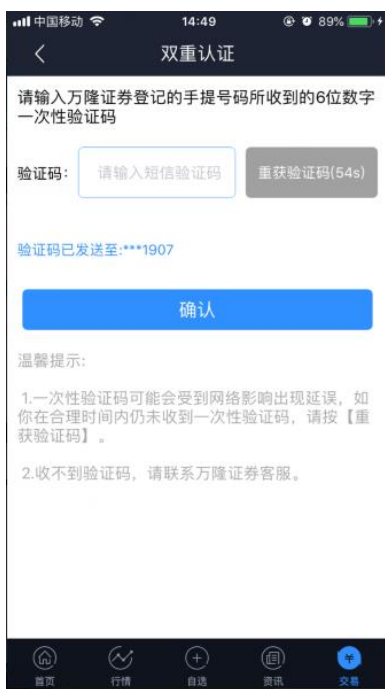 中国移动 14:49 89%
双重认证
请输入万隆证券登记的手提号码所收到的6位数字
一次性验证码
验证码: 请输入短信验证码 重获验证码(54s)
验证码已发送至:***1907
确认
温馨提示:
1.一次性验证码可能会受到网络影响出现延误，如
你在合理时间内仍未收到一次性验证码，请按【重
获验证码】。
2.收不到验证码，请联系万隆证券客服。
首页 行情 自选 资讯 交易